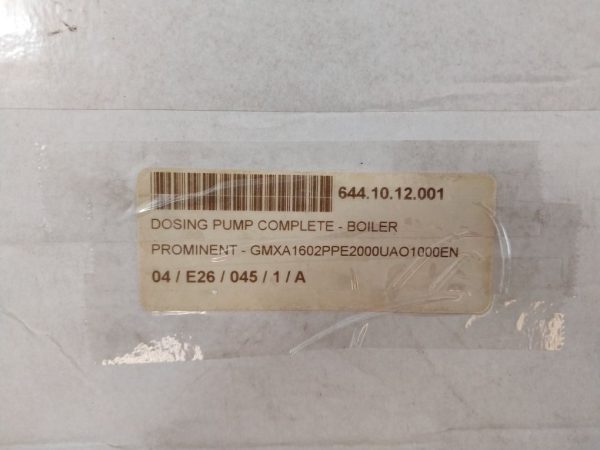 644.10.12.001
DOSING PUMP COMPLETE - BOILER
PROMINENT - GMXA1602PPE2000UAO1000EN
04 / E26 / 045 / 1 / A